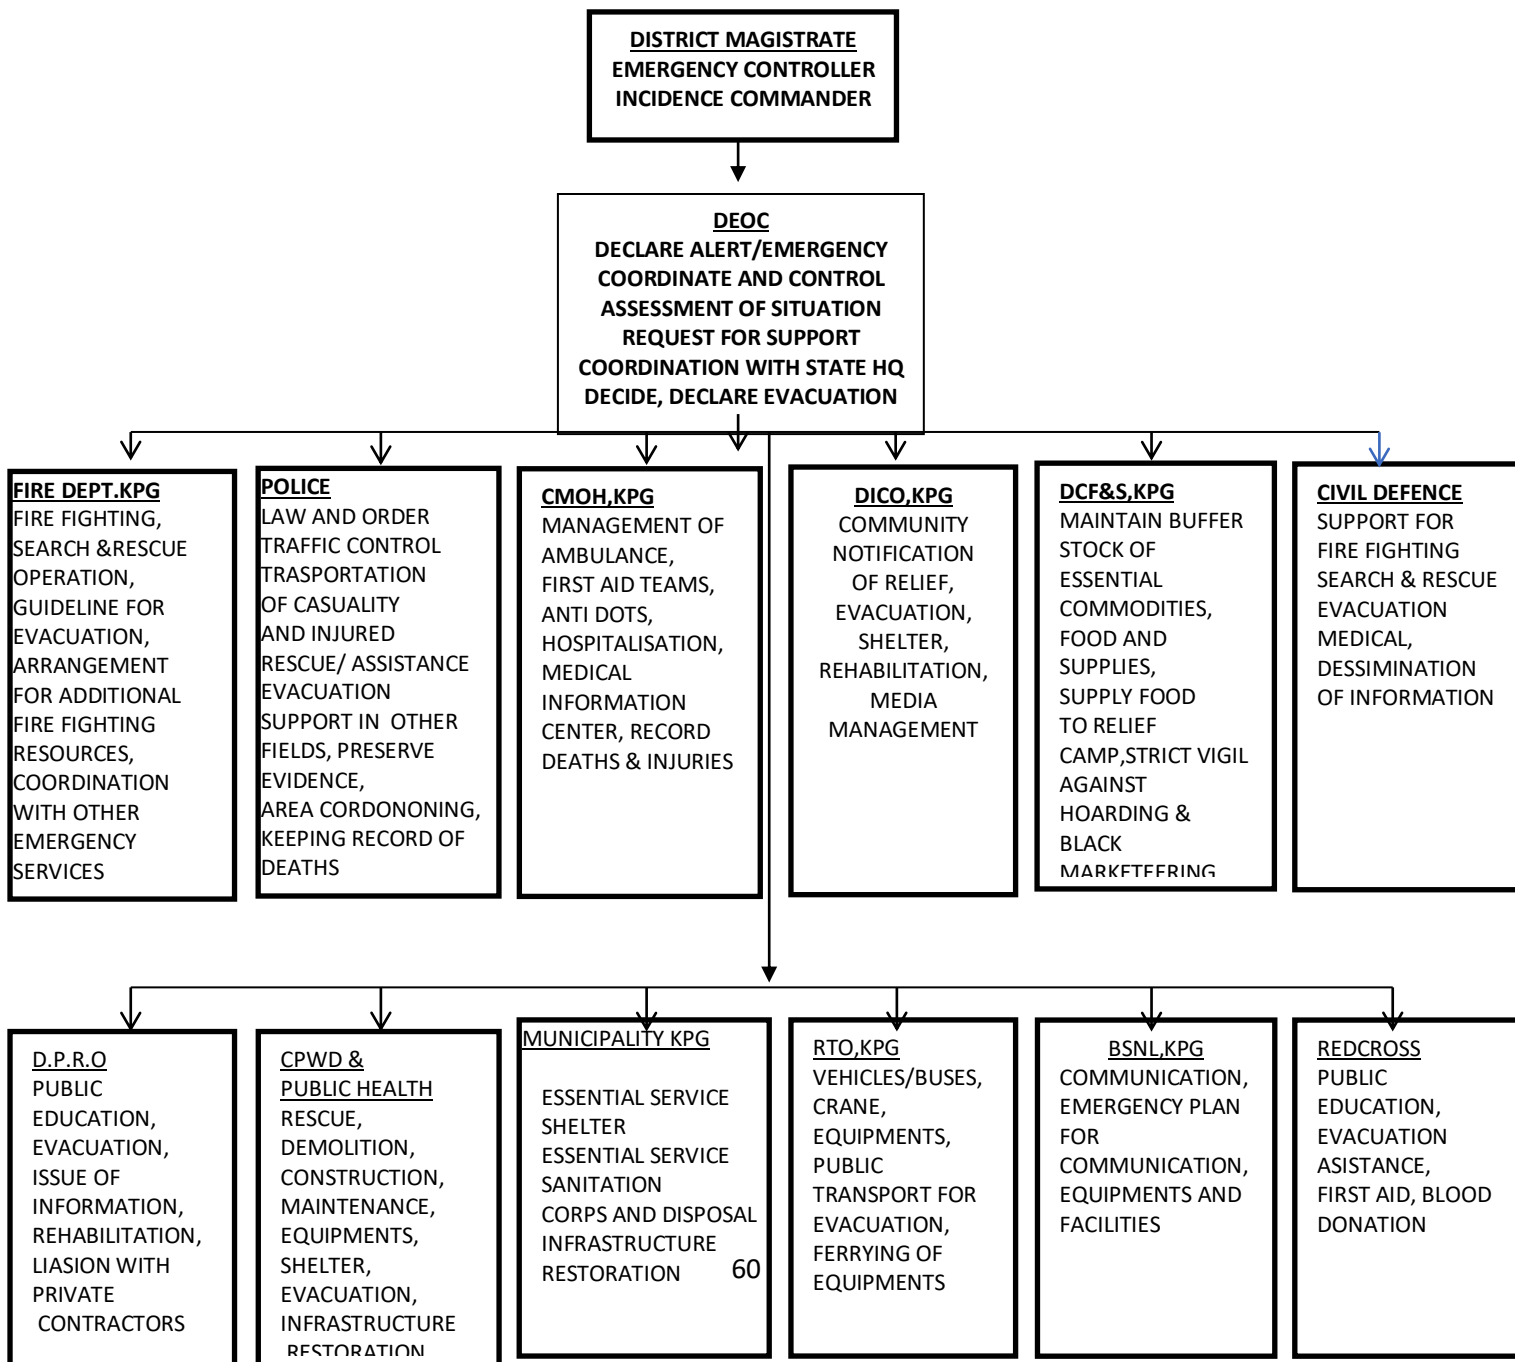 DISTRICT MAGISTRATE
EMERGENCY CONTROLLER
INCIDENCE COMMANDER
DEOC
DECLARE ALERT/EMERGENCY
COORDINATE AND CONTROL
ASSESSMENT OF SITUATION
REQUEST FOR SUPPORT
COORDINATION WITH STATE HQ
DECIDE, DECLARE EVACUATION
FIRE DEPT.KPG
FIRE FIGHTING,
SEARCH &RESCUE
OPERATION,
GUIDELINE FOR
EVACUATION,
ARRANGEMENT
FOR ADDITIONAL
FIRE FIGHTING
RESOURCES,
COORDINATION
WITH OTHER
EMERGENCY
SERVICES
POLICE
LAW AND ORDER
TRAFFIC CONTROL
TRASPORTATION
OF CASUALITY
AND INJURED
RESCUE/ ASSISTANCE
EVACUATION
SUPPORT IN  OTHER
FIELDS, PRESERVE
EVIDENCE,
AREA CORDONONING,
KEEPING RECORD OF
DEATHS
CMOH,KPG
MANAGEMENT OF
AMBULANCE,
FIRST AID TEAMS,
ANTI DOTS,
HOSPITALISATION,
MEDICAL
INFORMATION
CENTER, RECORD
DEATHS & INJURIES
DICO,KPG
COMMUNITY
NOTIFICATION
OF RELIEF,
EVACUATION,
SHELTER,
REHABILITATION,
MEDIA
MANAGEMENT
DCF&S,KPG
MAINTAIN BUFFER
STOCK OF
ESSENTIAL
COMMODITIES,
FOOD AND
SUPPLIES,
SUPPLY FOOD
TO RELIEF
CAMP,STRICT VIGIL
AGAINST
HOARDING &
BLACK
MARKETEERING
CIVIL DEFENCE
SUPPORT FOR
FIRE FIGHTING
SEARCH & RESCUE
EVACUATION
MEDICAL,
DESSIMINATION
OF INFORMATION
D.P.R.O
PUBLIC
EDUCATION,
EVACUATION,
ISSUE OF
INFORMATION,
REHABILITATION,
LIASION WITH
PRIVATE
CONTRACTORS
CPWD &
PUBLIC HEALTH
RESCUE,
DEMOLITION,
CONSTRUCTION,
MAINTENANCE,
EQUIPMENTS,
SHELTER,
EVACUATION,
INFRASTRUCTURE
RESTORATION
MUNICIPALITY KPG
ESSENTIAL SERVICE
SHELTER
ESSENTIAL SERVICE
SANITATION
CORPS AND DISPOSAL
INFRASTRUCTURE
RESTORATION
60
RTO,KPG
VEHICLES/BUSES,
CRANE,
EQUIPMENTS,
PUBLIC
TRANSPORT FOR
EVACUATION,
FERRYING OF
EQUIPMENTS
BSNL,KPG
COMMUNICATION,
EMERGENCY PLAN
FOR
COMMUNICATION,
EQUIPMENTS AND
FACILITIES
REDCROSS
PUBLIC
EDUCATION,
EVACUATION
ASISTANCE,
FIRST AID, BLOOD
DONATION